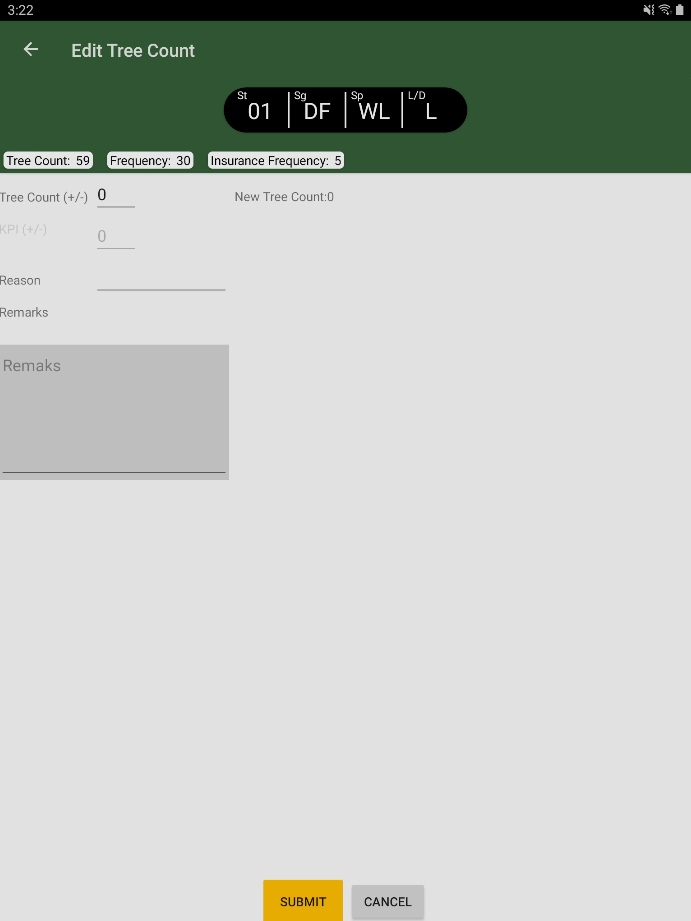 3:22
Edit Tree Count
St 01 Sg DF Sp WL L/D L
Tree Count: 59 Frequency: 30 Insurance Frequency: 5
Tree Count (+/-) 0 New Tree Count:0
KPI (+/-) 0
Reason
Remarks
Remaks
SUBMIT CANCEL